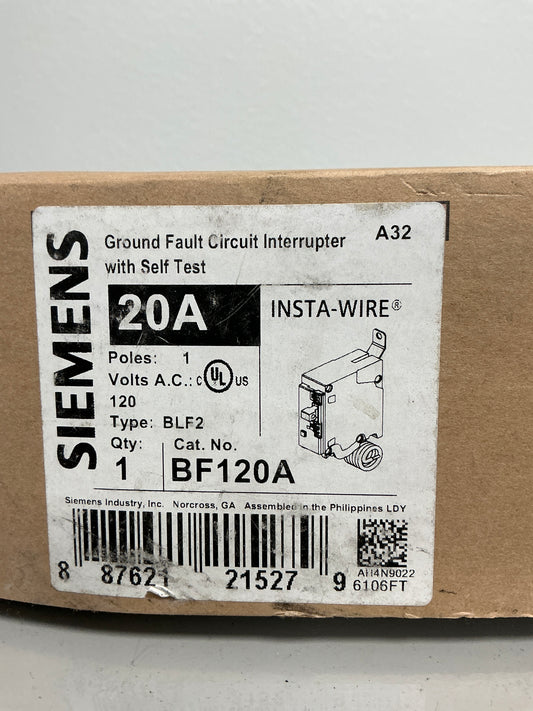 SIEMENS
Ground Fault Circuit Interrupter
with Self Test
A32
20A
INSTA-WIRE®
Poles: 1
Volts A.C.:
120
C UL US
Type: BLF2
Qty:
1
Cat. No.
BF120A
Siemens Industry, Inc. Norcross, GA Assembled in the Philippines LDY
8 87621 21527 9
AH4N9022
6106FT